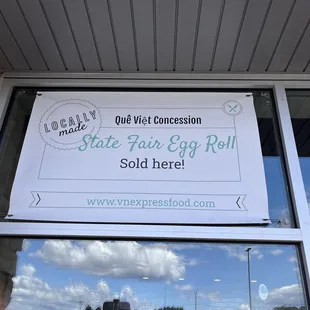 LOCALLY
made
Quê Việt Concession
State Fair Egg Roll
Sold here!
www.vnexpressfood.com